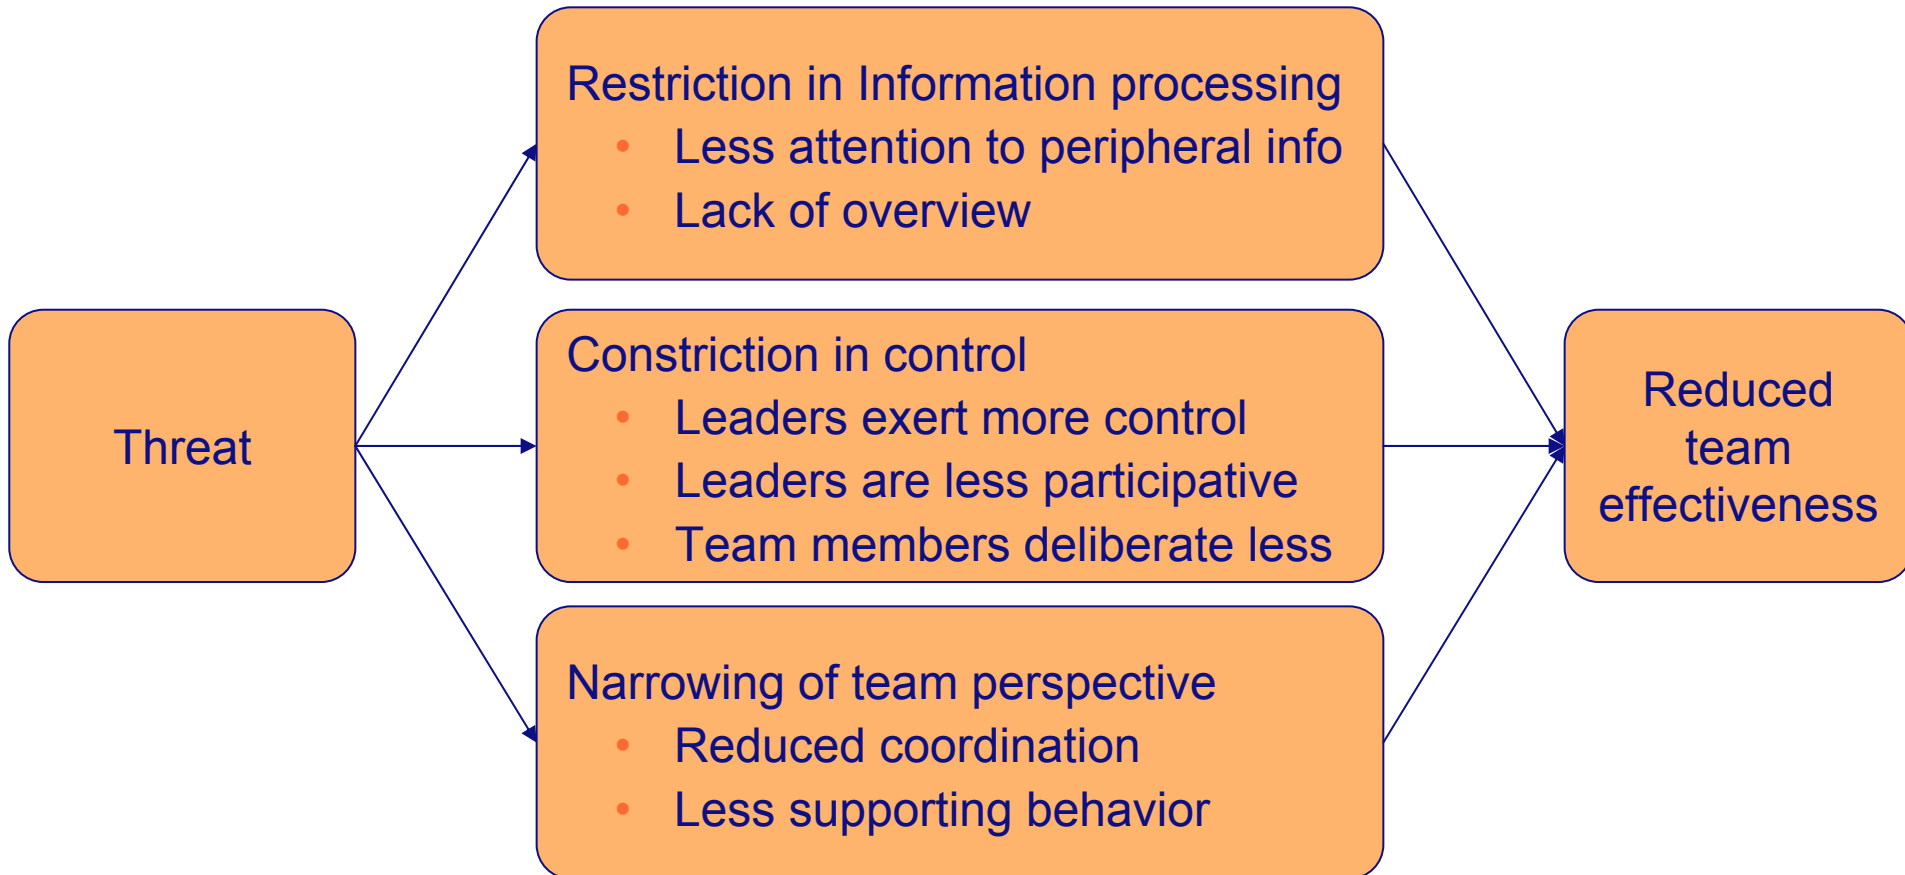 Threat
Restriction in Information processing
• Less attention to peripheral info
• Lack of overview
Constriction in control
• Leaders exert more control
• Leaders are less participative
• Team members deliberate less
Narrowing of team perspective
• Reduced coordination
• Less supporting behavior
Reduced
team
effectiveness